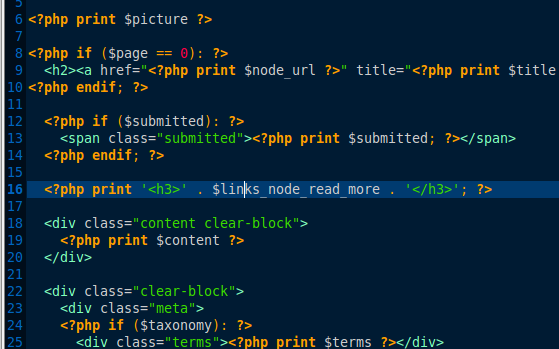 5
6 <?php print $picture ?>
7
8 <?php if ($page == 0): ?>
9   <h2><a href="<?php print $node_url ?>" title="<?php print $title
10 <?php endif; ?>
11
12   <?php if ($submitted): ?>
13     <span class="submitted"><?php print $submitted; ?></span>
14   <?php endif; ?>
15
16   <?php print '<h3>' . $links_node_read_more . '</h3>'; ?>
17
18   <div class="content clear-block">
19     <?php print $content ?>
20   </div>
21
22   <div class="clear-block">
23     <div class="meta">
24     <?php if ($taxonomy): ?>
25       <div class="terms"><?php print $terms ?></div>